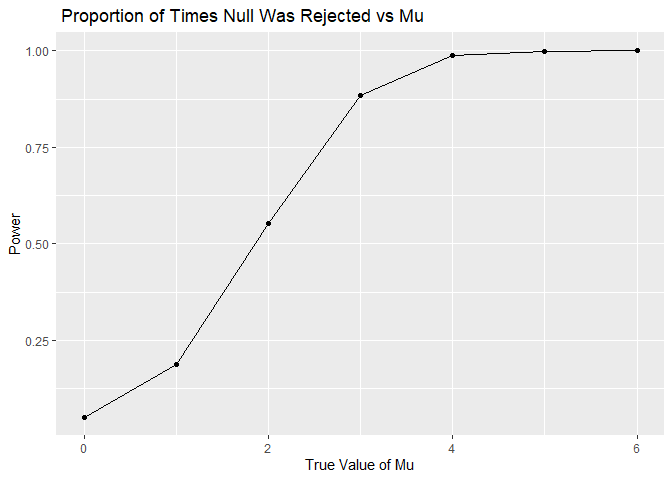 Proportion of Times Null Was Rejected vs Mu
1.00
0.75
0.50
0.25
Power
0
2
4
6
True Value of Mu